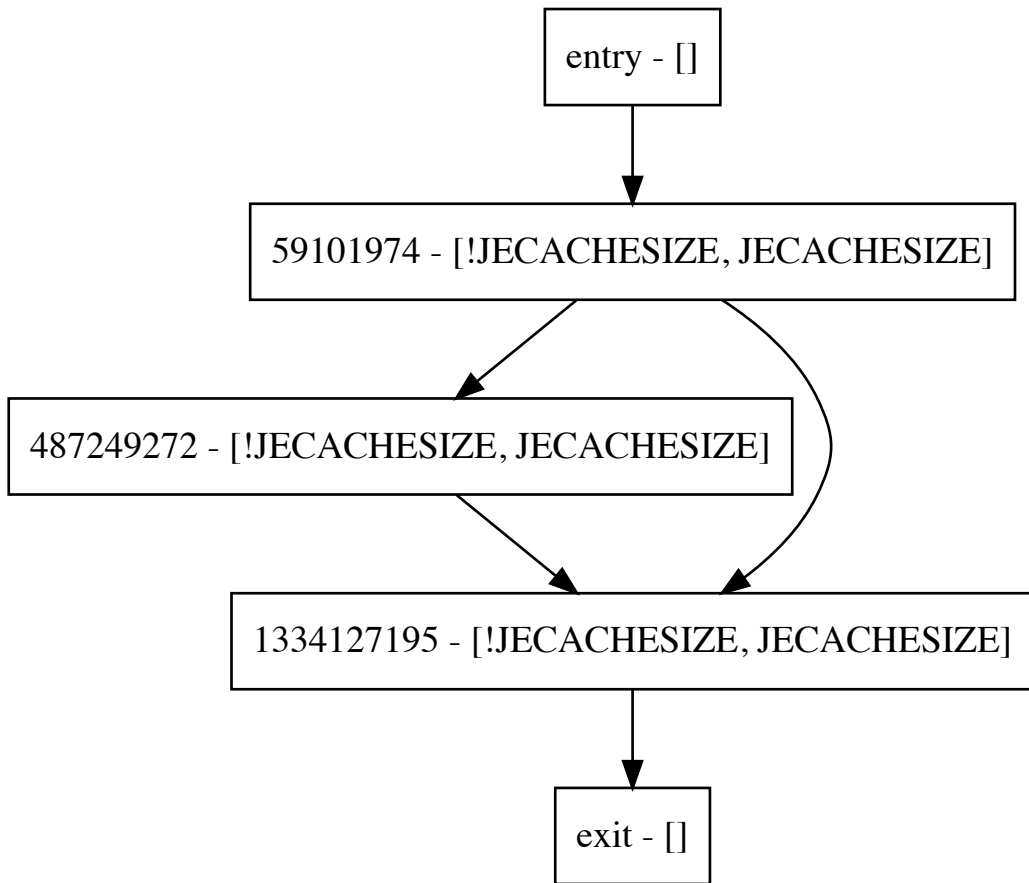 entry - []
59101974 - [!JECACHESIZE, JECACHESIZE]
487249272 - [!JECACHESIZE, JECACHESIZE]
1334127195 - [!JECACHESIZE, JECACHESIZE]
exit - []